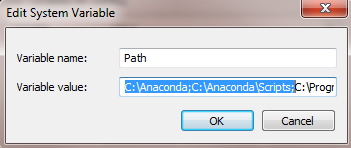 Edit System Variable
Variable name: Path
Variable value: C:\Anaconda;C:\Anaconda\Scripts;C:\Progr
OK Cancel